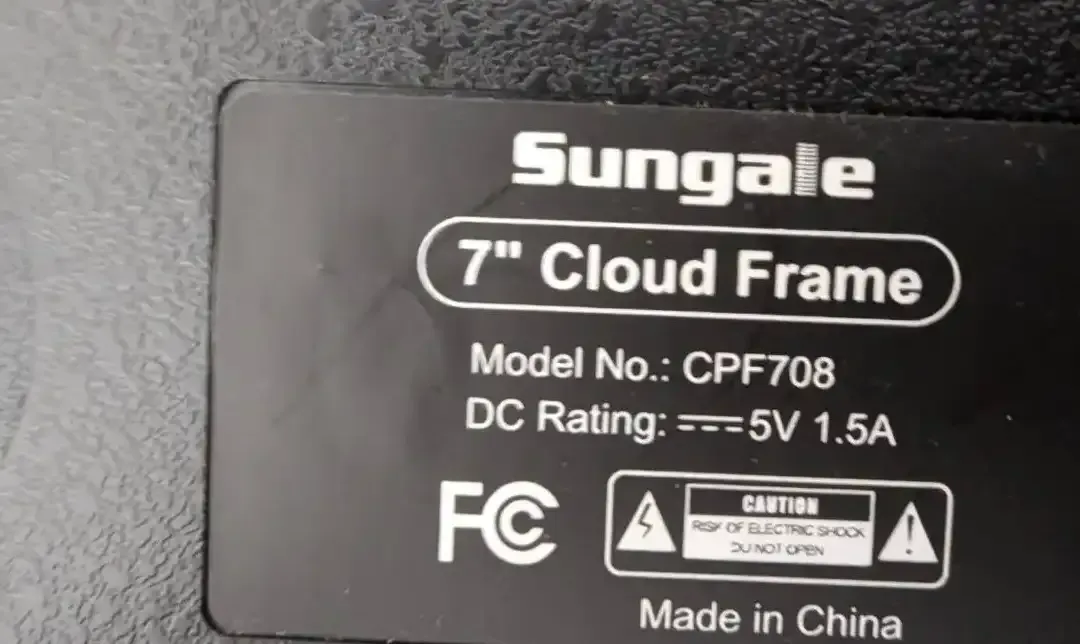 Sungale
7" Cloud Frame
Model No.: CPF708
DC Rating: ⎓5V 1.5A
FC
CAUTION
RISK OF ELECTRIC SHOCK
DO NOT OPEN
Made in China